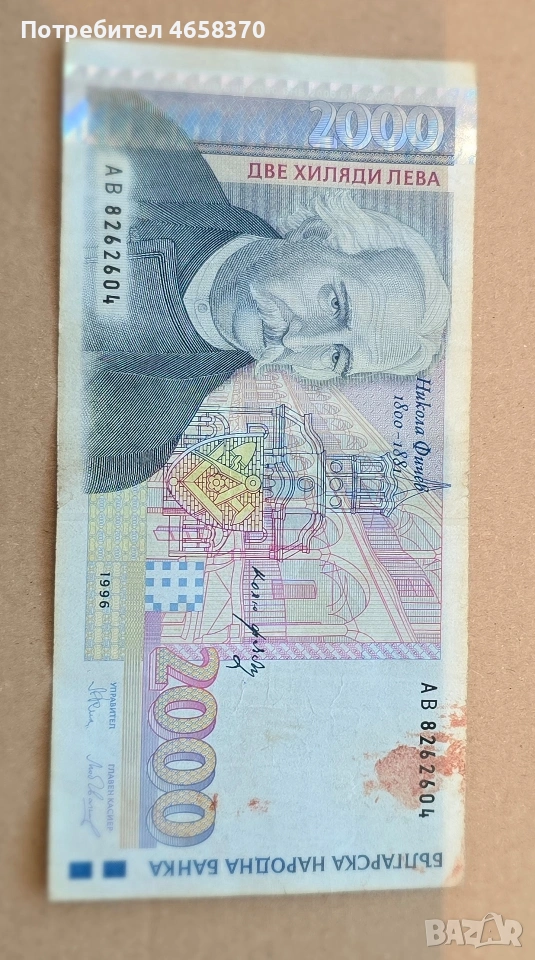 Потребител 4658370
2000
ДВЕ ХИЛЯДИ ЛЕВА
АВ 8262604
Никола Фичев
1800-1881
1996
2000
УПРАВИТЕЛ
ГЛАВЕН КАСИЕР
АВ 8262604
БЪЛГАРСКА НАРОДНА БАНКА
BAZAR